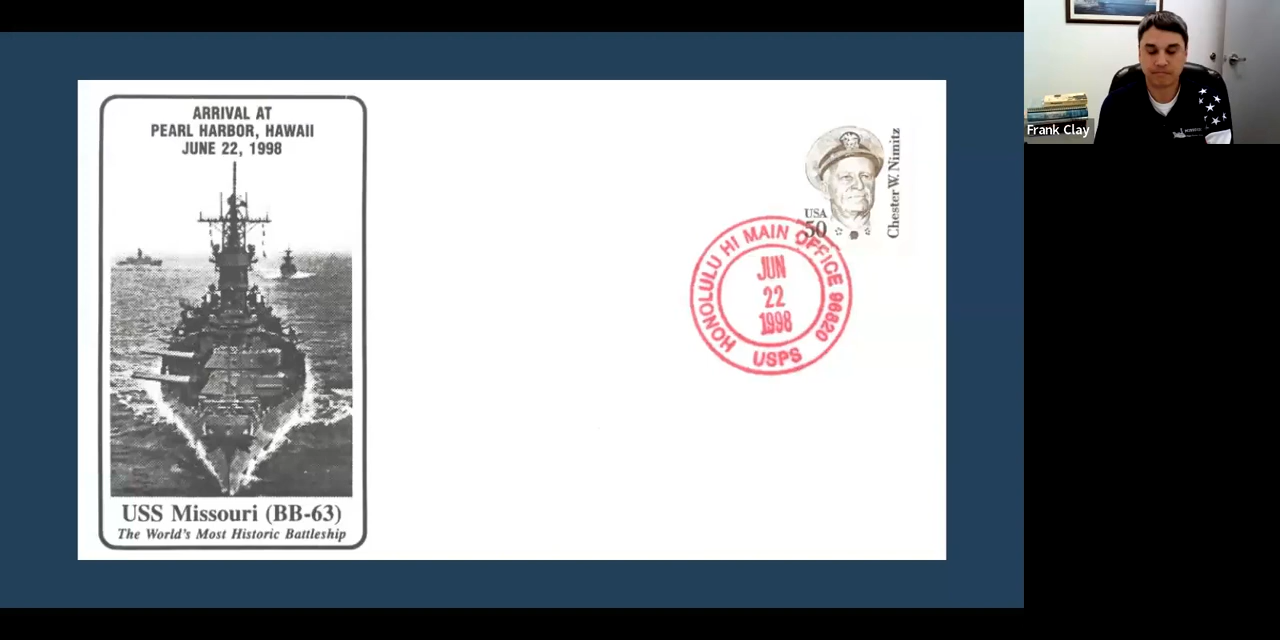 ARRIVAL AT
PEARL HARBOR, HAWAII
JUNE 22, 1998
USS Missouri (BB-63)
The World's Most Historic Battleship
USA
50
Chester W. Nimitz
HONOLULU HI MAIN OFFICE 96820
JUN
22
1998
USPS
Frank Clay